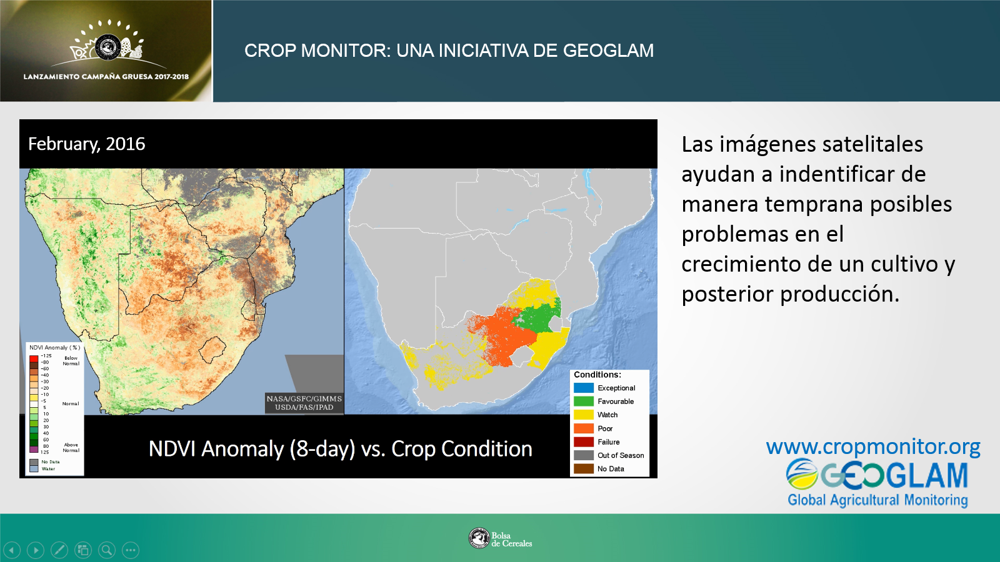 LANZAMIENTO CAMPAÑA GRUESA 2017-2018
CROP MONITOR: UNA INICIATIVA DE GEOGLAM
February, 2016
NDVI Anomaly (%)
-125
-80
-60
-40
-30
-20
-10
-5
5
10
20
30
40
60
80
125
Below
Normal
Normal
Above
Normal
No Data
Water
NASA/GSFC/GIMMS
USDA/FAS/IPAD
Conditions:
Exceptional
Favourable
Watch
Poor
Failure
Out of Season
No Data
NDVI Anomaly (8-day) vs. Crop Condition
Las imágenes satelitales
ayudan a indentificar de
manera temprana posibles
problemas en el
crecimiento de un cultivo y
posterior producción.
www.cropmonitor.org
GEOGLAM
Global Agricultural Monitoring
Bolsa
de Cereales